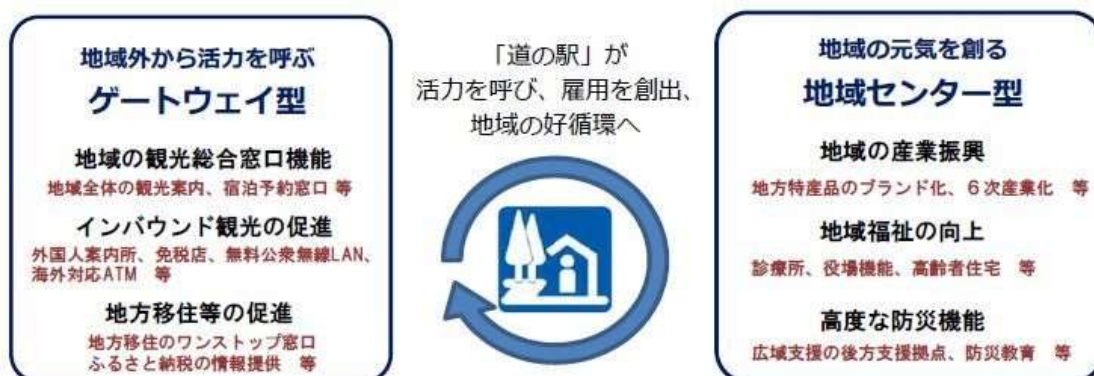 地域外から活力を呼ぶ
ゲートウェイ型
地域の観光総合窓口機能
地域全体の観光案内、宿泊予約窓口 等
インバウンド観光の促進
外国人案内所、免税店、無料公衆無線LAN、
海外対応ATM 等
地方移住等の促進
地方移住のワンストップ窓口
ふるさと納税の情報提供 等
「道の駅」が
活力を呼び、雇用を創出、
地域の好循環へ
地域の元気を創る
地域センター型
地域の産業振興
地方特産品のブランド化、6次産業化 等
地域福祉の向上
診療所、役場機能、高齢者住宅 等
高度な防災機能
広域支援の後方支援拠点、防災教育 等